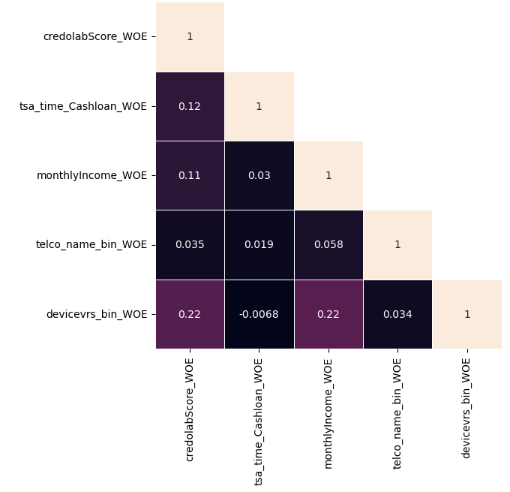 credolabScore_WOE 1
tsa_time_Cashloan_WOE 0.12 1
monthlyIncome_WOE 0.11 0.03 1
telco_name_bin_WOE 0.035 0.019 0.058 1
devicevrs_bin_WOE 0.22 -0.0068 0.22 0.034 1
credolabScore_WOE
tsa_time_Cashloan_WOE
monthlyIncome_WOE
telco_name_bin_WOE
devicevrs_bin_WOE